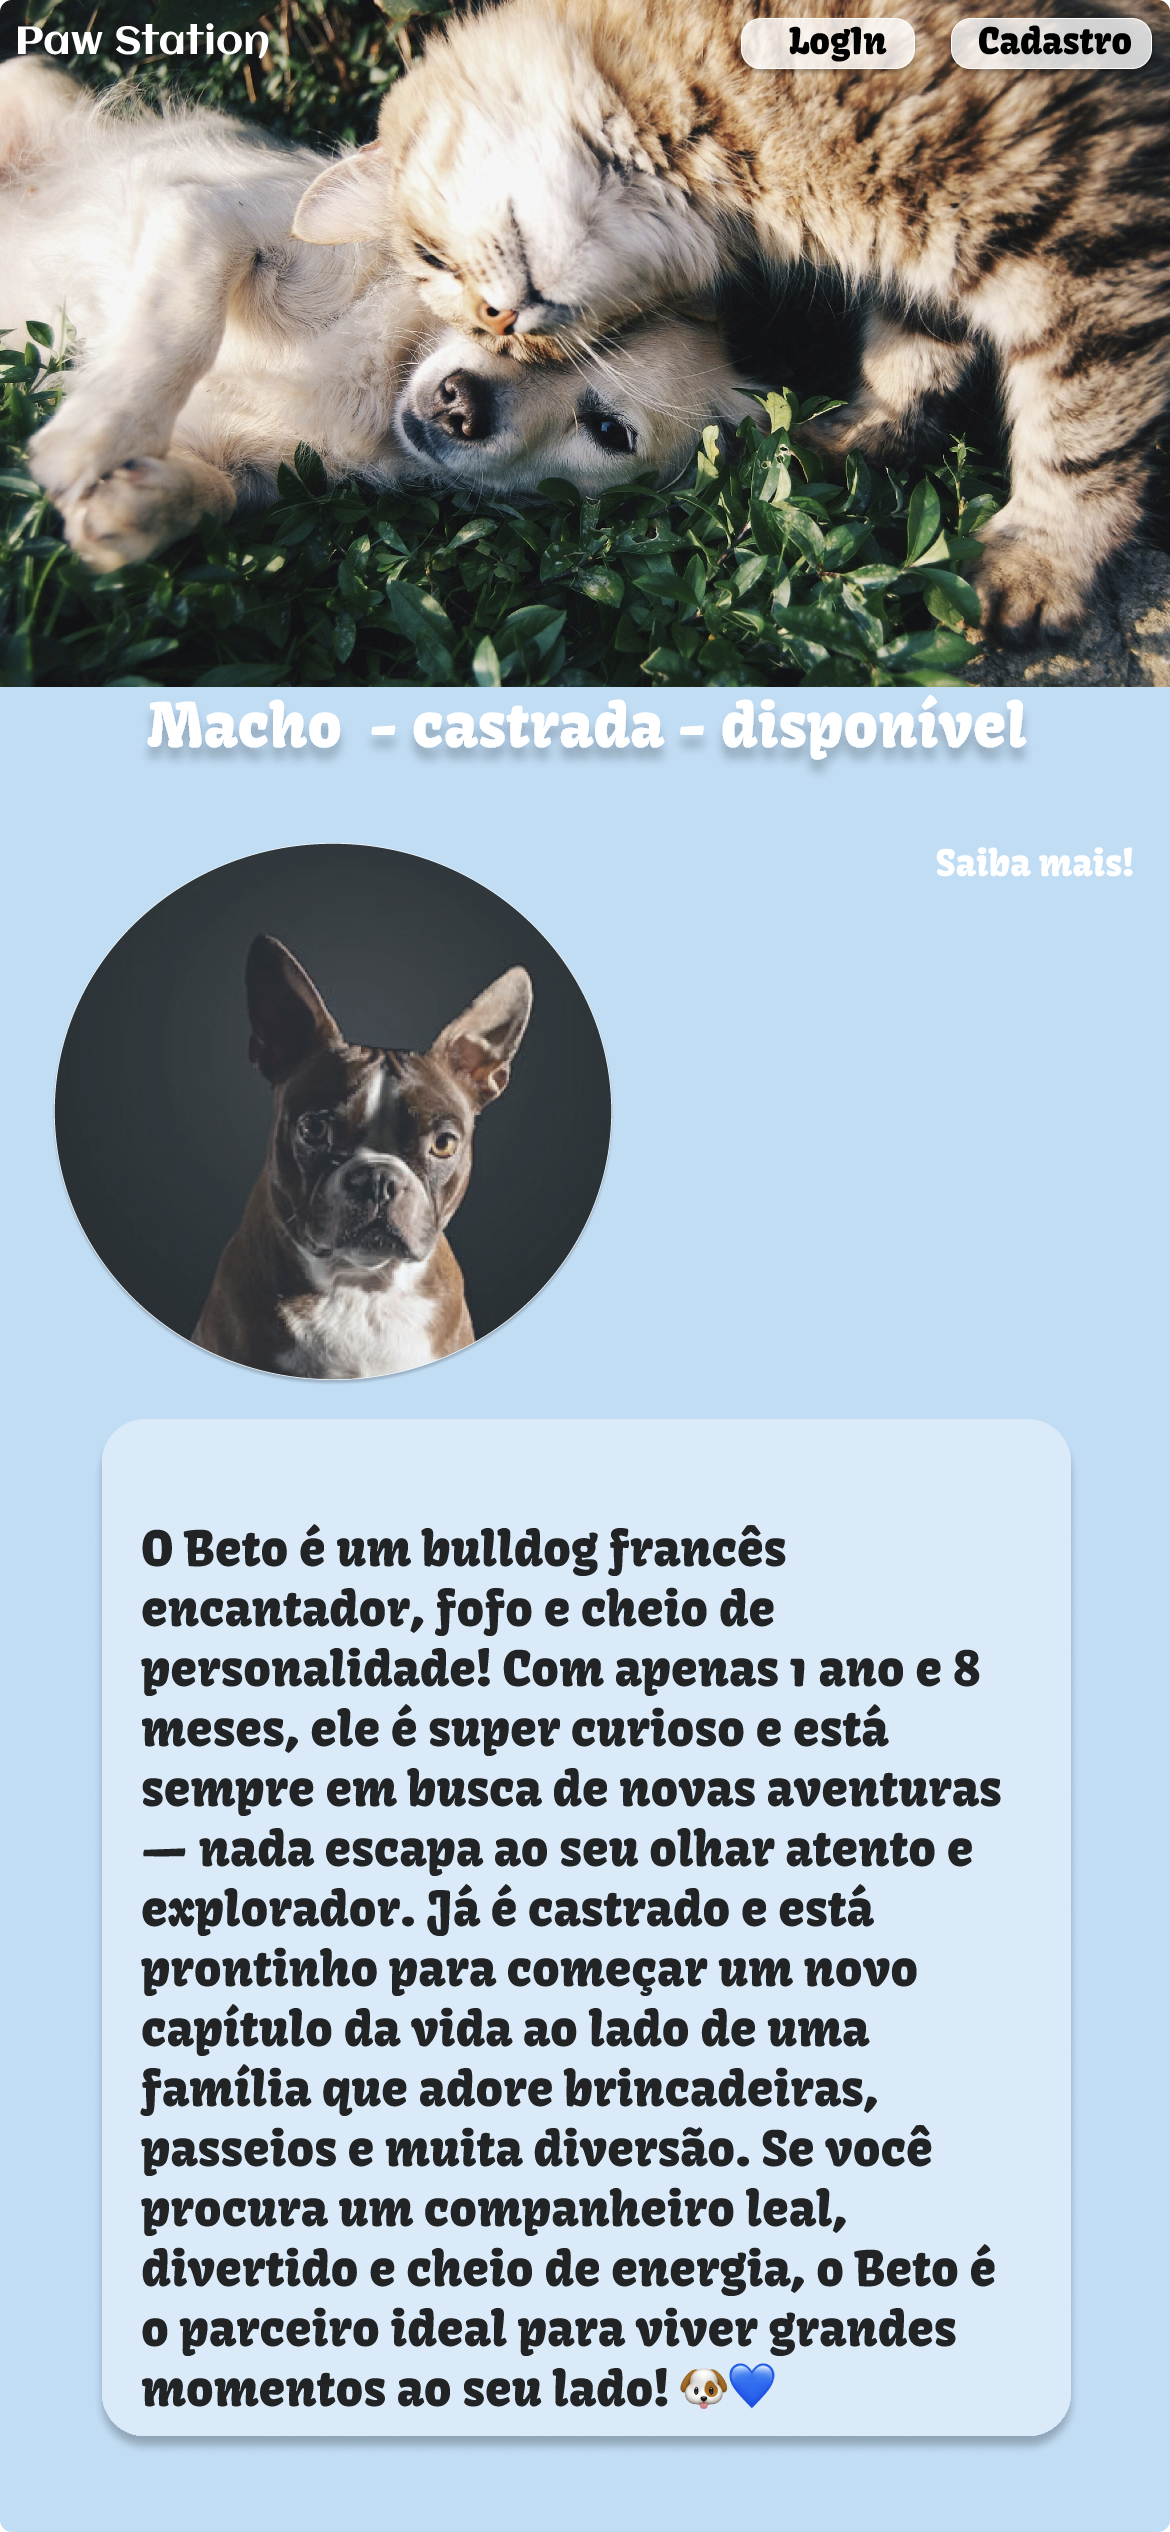 Paw Station
LogIn
Cadastro
Macho - castrada - disponível
Saiba mais!
O Beto é um bulldog francês
encantador, fofo e cheio de
personalidade! Com apenas 1 ano e 8
meses, ele é super curioso e está
sempre em busca de novas aventuras
— nada escapa ao seu olhar atento e
explorador. Já é castrado e está
prontinho para começar um novo
capítulo da vida ao lado de uma
família que adore brincadeiras,
passeios e muita diversão. Se você
procura um companheiro leal,
divertido e cheio de energia, o Beto é
o parceiro ideal para viver grandes
momentos ao seu lado! 🐶💙